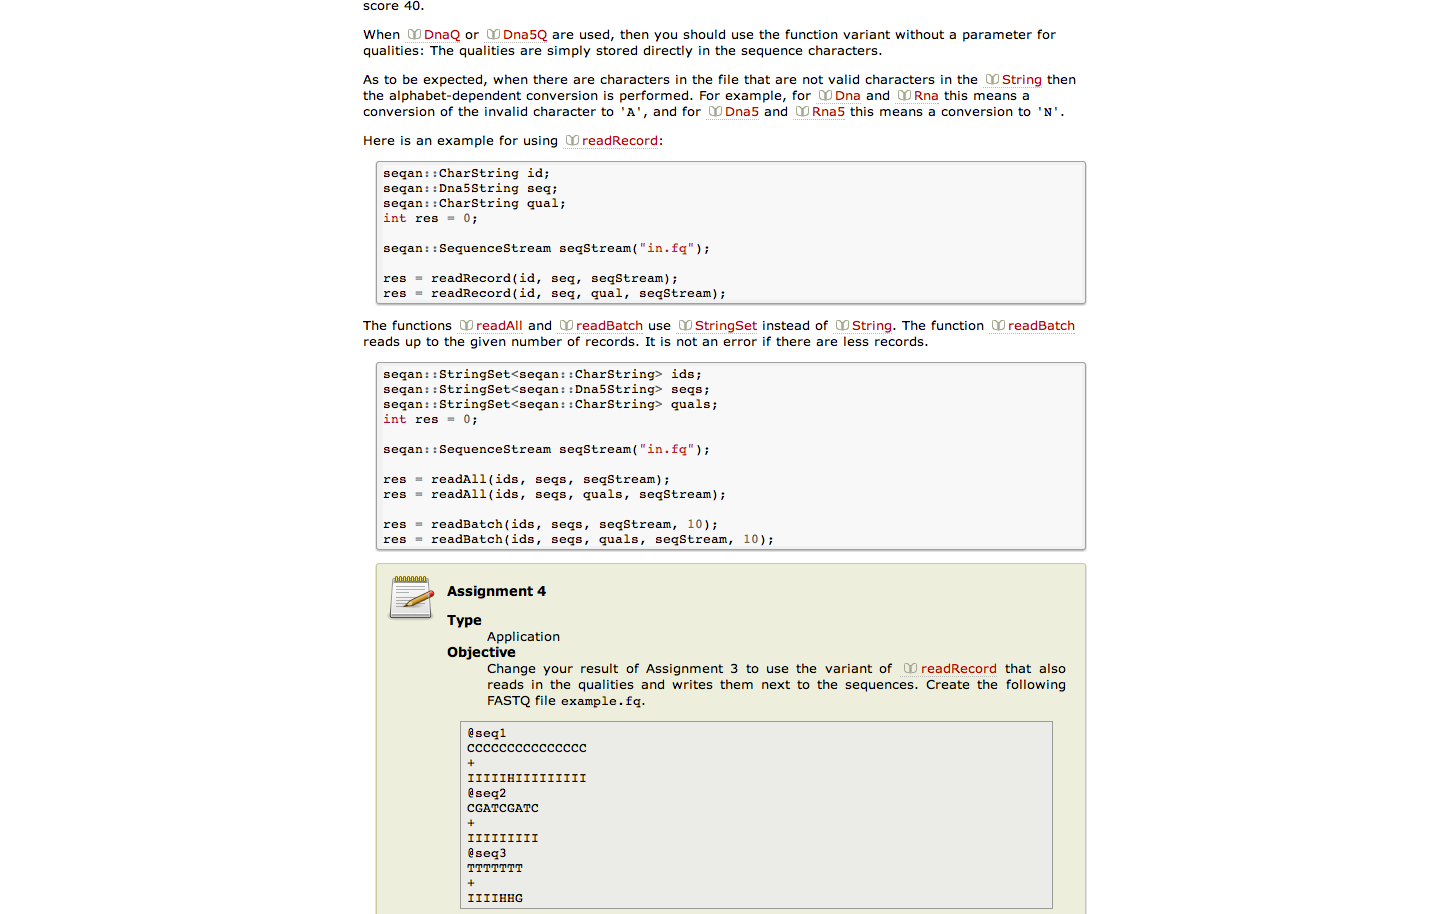 score 40.
When DnaQ or Dna5Q are used, then you should use the function variant without a parameter for
qualities: The qualities are simply stored directly in the sequence characters.
As to be expected, when there are characters in the file that are not valid characters in the String then
the alphabet-dependent conversion is performed. For example, for Dna and Rna this means a
conversion of the invalid character to 'A', and for Dna5 and Rna5 this means a conversion to 'N'.
Here is an example for using readRecord:
seqan::CharString id;
seqan::Dna5String seq;
seqan::CharString qual;
int res = 0;
seqan::SequenceStream seqStream("in.fq");
res = readRecord(id, seq, seqStream);
res = readRecord(id, seq, qual, seqStream);
The functions readAll and readBatch use StringSet instead of String. The function readBatch
reads up to the given number of records. It is not an error if there are less records.
seqan::StringSet<seqan::CharString> ids;
seqan::StringSet<seqan::Dna5String> seqs;
seqan::StringSet<seqan::CharString> quals;
int res = 0;
seqan::SequenceStream seqStream("in.fq");
res = readAll(ids, seqs, seqStream);
res = readAll(ids, seqs, quals, seqStream);
res = readBatch(ids, seqs, seqStream, 10);
res = readBatch(ids, seqs, quals, seqStream, 10);
Assignment 4
Type
Application
Objective
Change your result of Assignment 3 to use the variant of readRecord that also
reads in the qualities and writes them next to the sequences. Create the following
FASTQ file example.fq.
@seq1
CCCCCCCCCCCCCCC
+
IIIIIHIIIIIIIII
@seq2
CGATCGATC
+
IIIIIIIII
@seq3
TTTTTTT
+
IIIIHHG